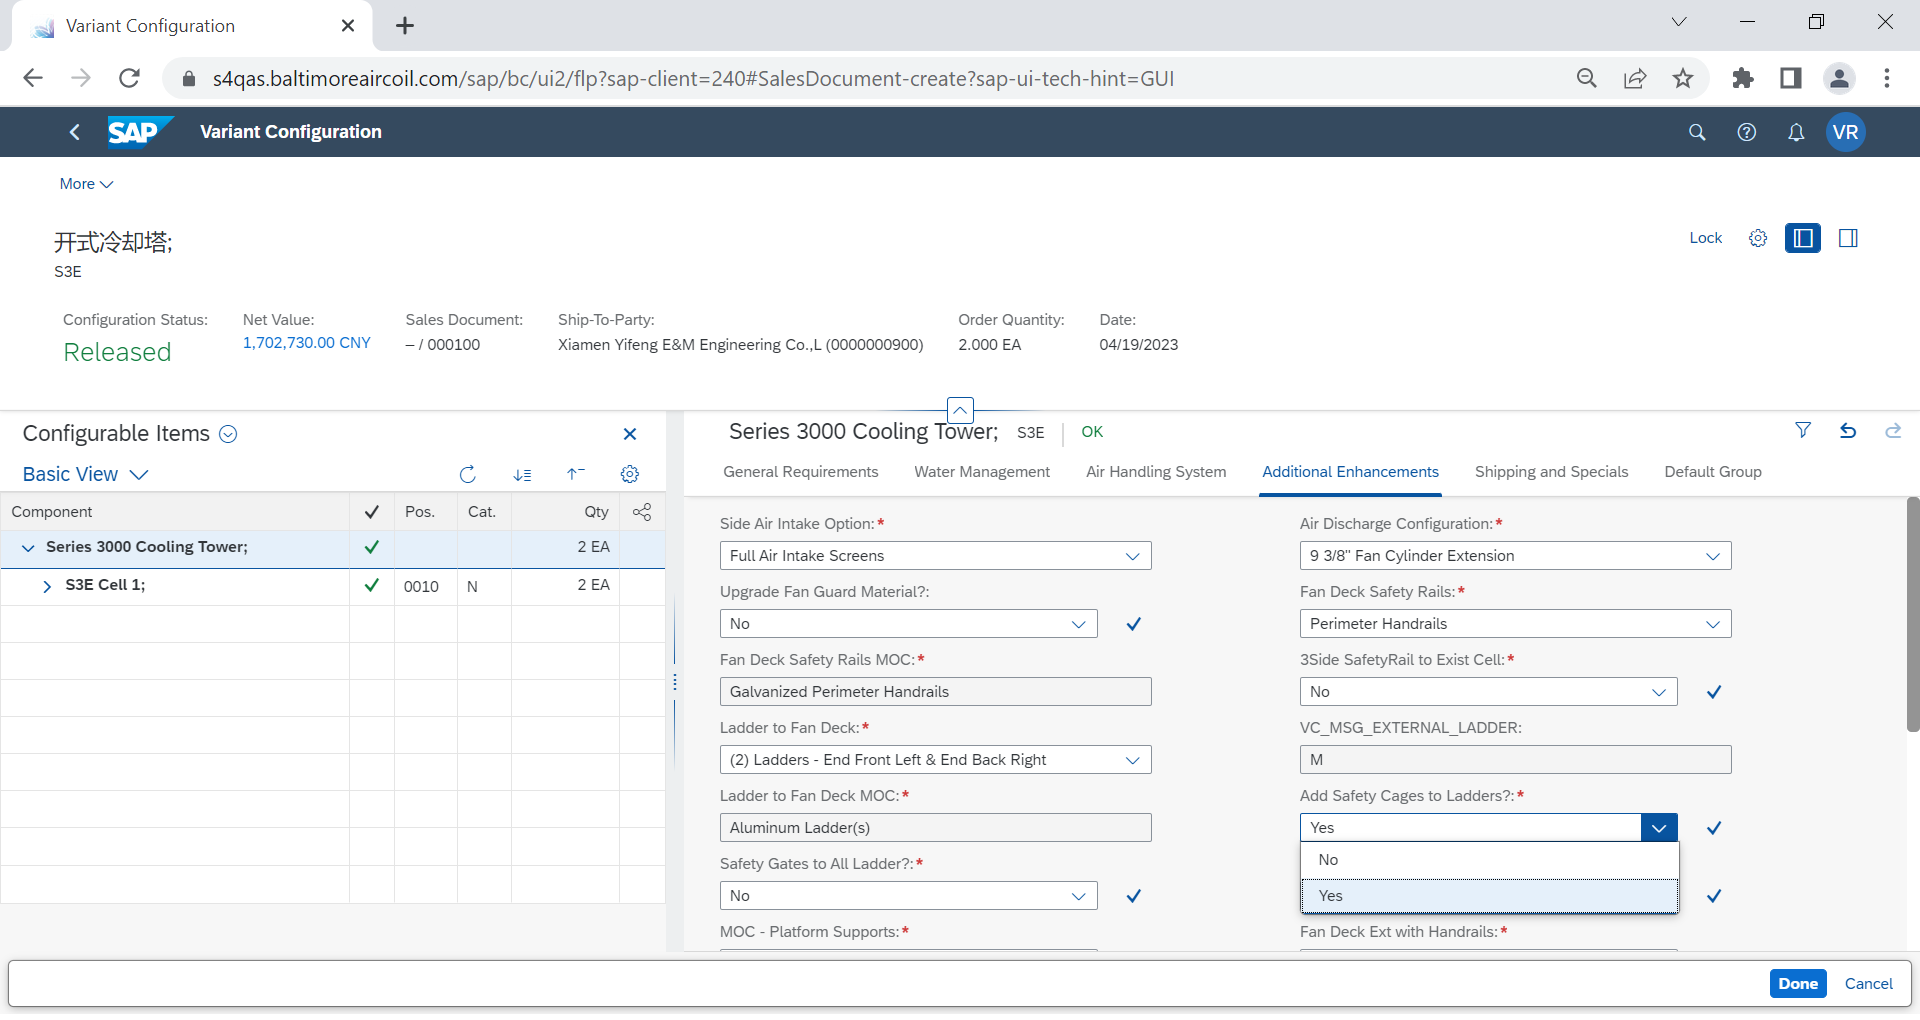 Variant Configuration
s4qas.baltimoreaircoil.com/sap/bc/ui2/flp?sap-client=240#SalesDocument-create?sap-ui-tech-hint=GUI
SAP Variant Configuration VR
More
开式冷却塔;
S3E
Lock
Configuration Status: Net Value: Sales Document: Ship-To-Party: Order Quantity: Date:
Released 1,702,730.00 CNY – / 000100 Xiamen Yifeng E&M Engineering Co.,L (0000000900) 2.000 EA 04/19/2023
Configurable Items
Basic View
Component Pos. Cat. Qty
Series 3000 Cooling Tower; 2 EA
S3E Cell 1; 0010 N 2 EA
Series 3000 Cooling Tower; S3E OK
General Requirements Water Management Air Handling System Additional Enhancements Shipping and Specials Default Group
Side Air Intake Option:* Air Discharge Configuration:*
Full Air Intake Screens 9 3/8" Fan Cylinder Extension
Upgrade Fan Guard Material?: Fan Deck Safety Rails:*
No Perimeter Handrails
Fan Deck Safety Rails MOC:* 3Side SafetyRail to Exist Cell:*
Galvanized Perimeter Handrails No
Ladder to Fan Deck:* VC_MSG_EXTERNAL_LADDER:
(2) Ladders - End Front Left & End Back Right M
Ladder to Fan Deck MOC:* Add Safety Cages to Ladders?:*
Aluminum Ladder(s) Yes
Safety Gates to All Ladder?:* No
No Yes
MOC - Platform Supports:* Fan Deck Ext with Handrails:*
Done Cancel